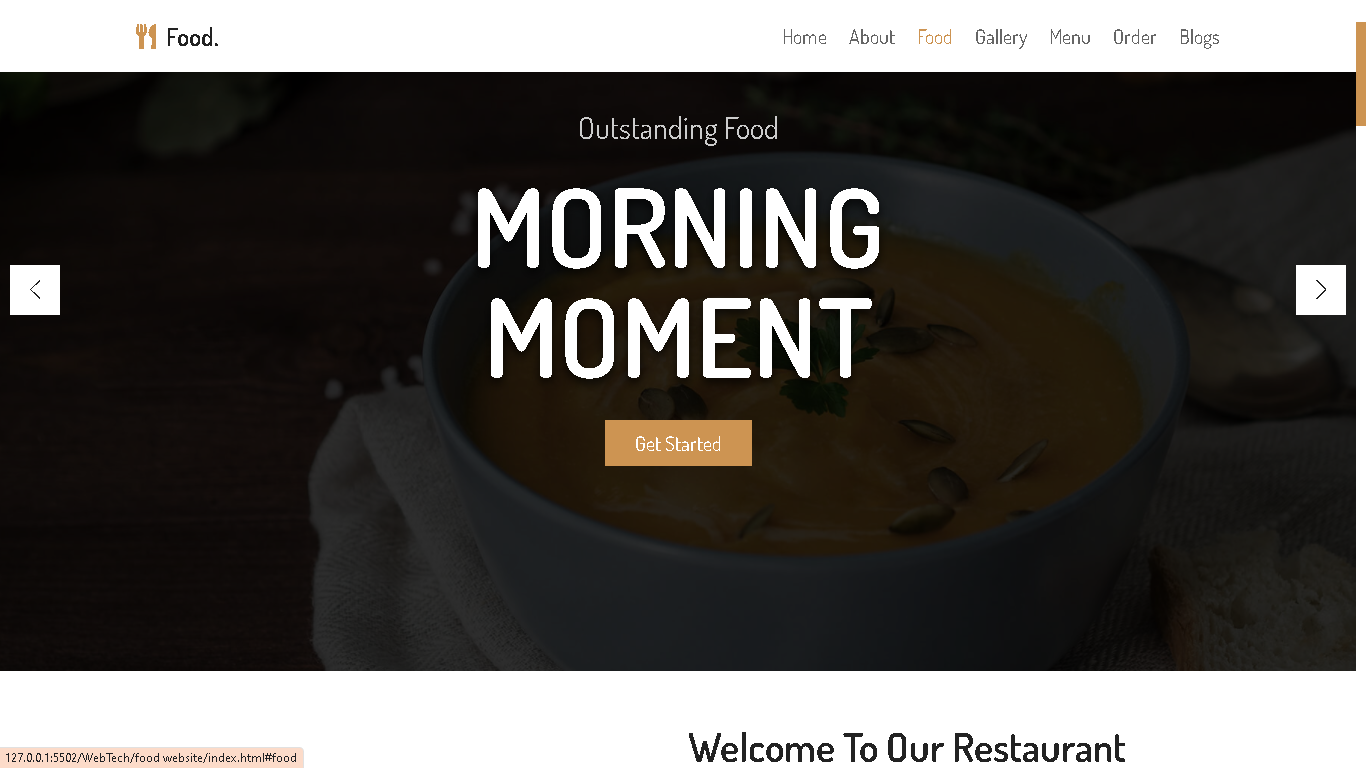 Food.
Home About Food Gallery Menu Order Blogs
Outstanding Food
MORNING
MOMENT
Get Started
Welcome To Our Restaurant
127.0.0.1:5502/WebTech/food website/index.html#food